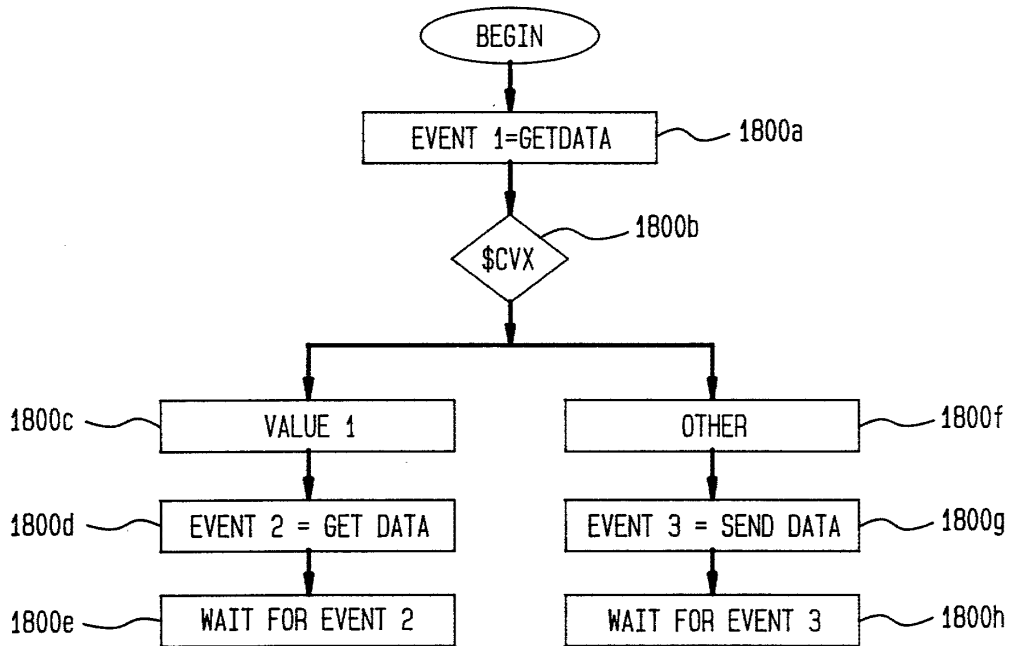 BEGIN
EVENT 1=GETDATA
1800a
$CVX
1800b
1800c
VALUE 1
OTHER
1800f
1800d
EVENT 2 = GET DATA
EVENT 3 = SEND DATA
1800g
1800e
WAIT FOR EVENT 2
WAIT FOR EVENT 3
1800h